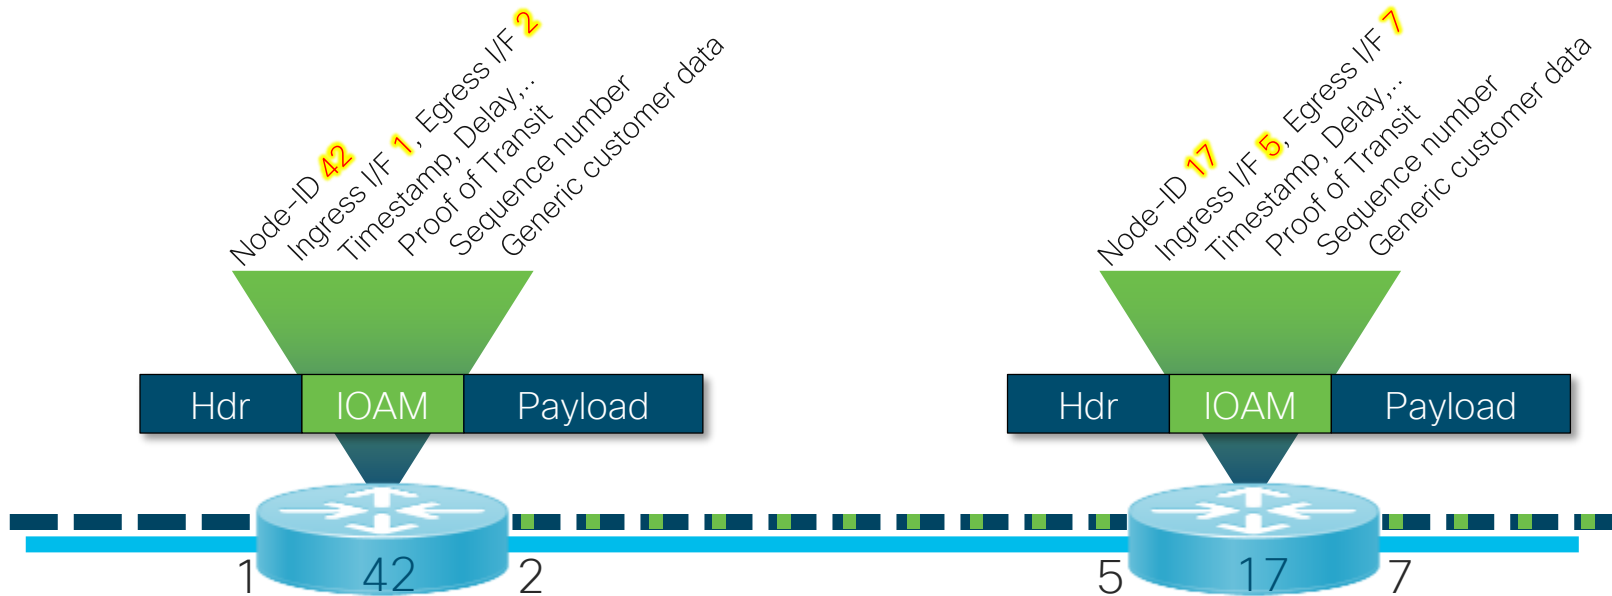 Node-ID 42
Ingress I/F 1, Egress I/F 2
Timestamp, Delay,..
Proof of Transit
Sequence number
Generic customer data
Hdr
IOAM
Payload
1
42
2
Node-ID 17
Ingress I/F 5, Egress I/F 7
Timestamp, Delay,..
Proof of Transit
Sequence number
Generic customer data
Hdr
IOAM
Payload
5
17
7